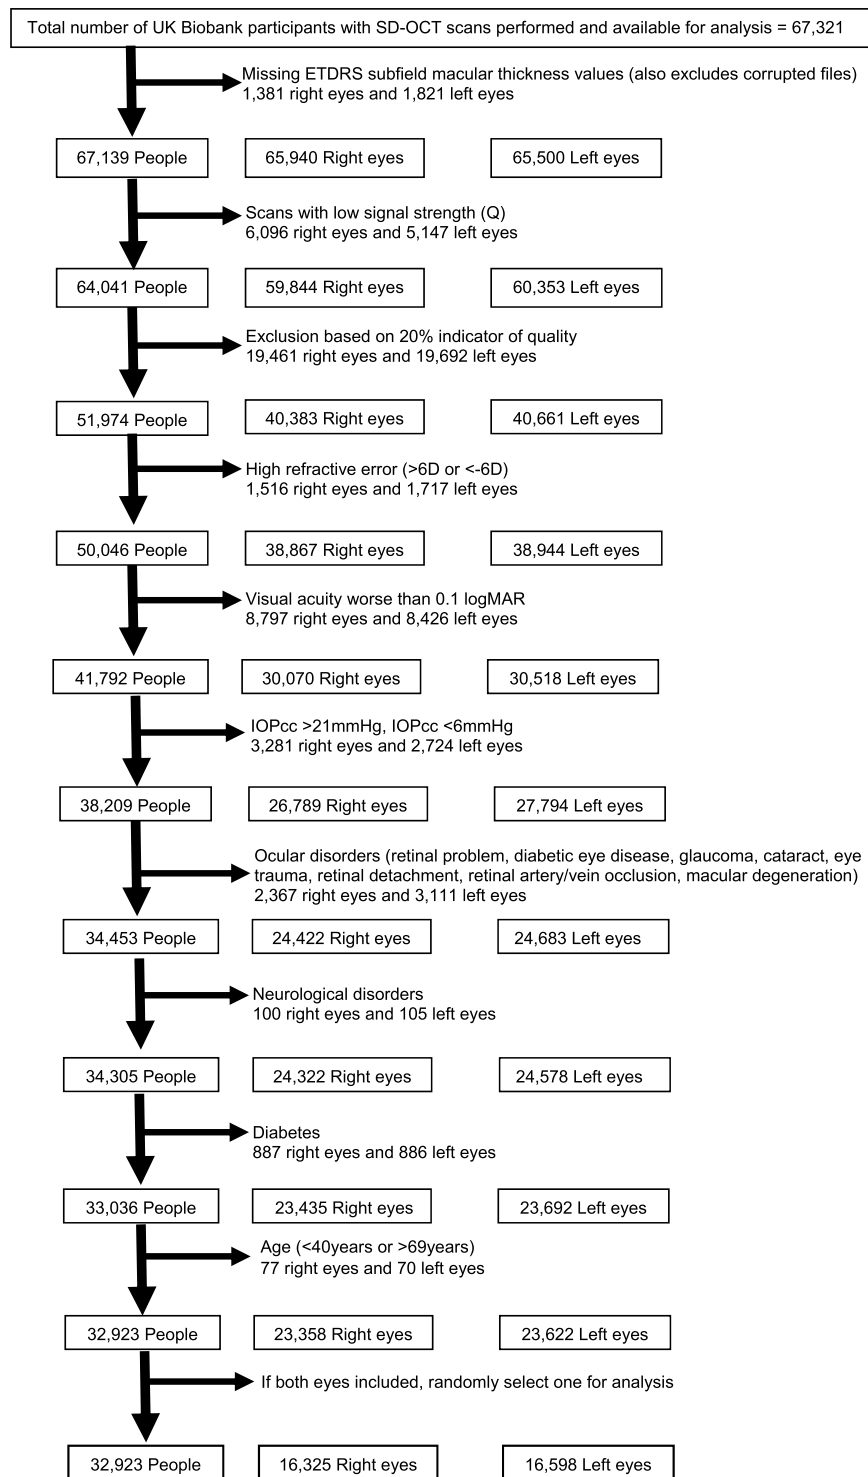 Total number of UK Biobank participants with SD-OCT scans performed and available for analysis = 67,321
Missing ETDRS subfield macular thickness values (also excludes corrupted files)
1,381 right eyes and 1,821 left eyes
67,139 People
65,940 Right eyes
65,500 Left eyes
Scans with low signal strength (Q)
6,096 right eyes and 5,147 left eyes
64,041 People
59,844 Right eyes
60,353 Left eyes
Exclusion based on 20% indicator of quality
19,461 right eyes and 19,692 left eyes
51,974 People
40,383 Right eyes
40,661 Left eyes
High refractive error (>6D or <-6D)
1,516 right eyes and 1,717 left eyes
50,046 People
38,867 Right eyes
38,944 Left eyes
Visual acuity worse than 0.1 logMAR
8,797 right eyes and 8,426 left eyes
41,792 People
30,070 Right eyes
30,518 Left eyes
IOPcc >21mmHg, IOPcc <6mmHg
3,281 right eyes and 2,724 left eyes
38,209 People
26,789 Right eyes
27,794 Left eyes
Ocular disorders (retinal problem, diabetic eye disease, glaucoma, cataract, eye
trauma, retinal detachment, retinal artery/vein occlusion, macular degeneration)
2,367 right eyes and 3,111 left eyes
34,453 People
24,422 Right eyes
24,683 Left eyes
Neurological disorders
100 right eyes and 105 left eyes
34,305 People
24,322 Right eyes
24,578 Left eyes
Diabetes
887 right eyes and 886 left eyes
33,036 People
23,435 Right eyes
23,692 Left eyes
Age (<40years or >69years)
77 right eyes and 70 left eyes
32,923 People
23,358 Right eyes
23,622 Left eyes
If both eyes included, randomly select one for analysis
32,923 People
16,325 Right eyes
16,598 Left eyes